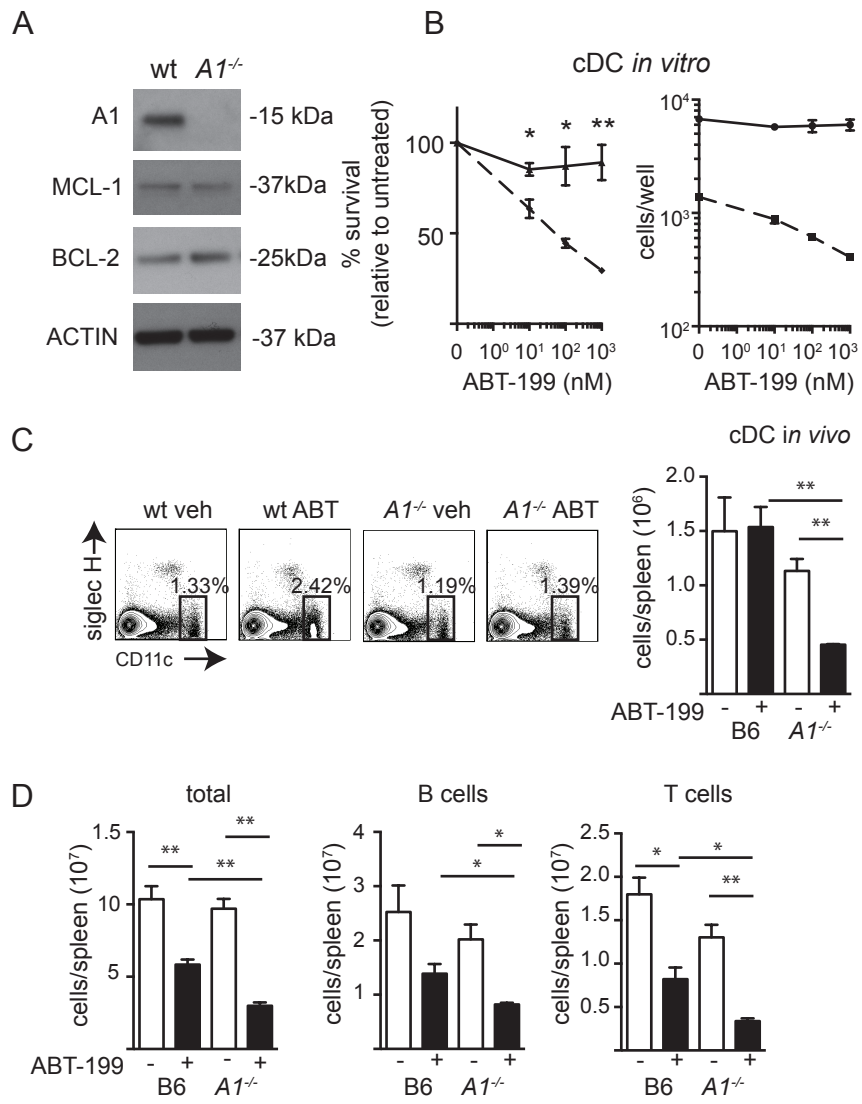 A
wt A1-/-
A1 -15 kDa
MCL-1 -37kDa
BCL-2 -25kDa
ACTIN -37 kDa
B
cDC in vitro
% survival
(relative to untreated)
100
50
* * **
0 10⁰ 10¹ 10² 10³
ABT-199 (nM)
cells/well
10⁴
10³
10²
0 10⁰ 10¹ 10² 10³
ABT-199 (nM)
C
wt veh wt ABT A1-/- veh A1-/- ABT
siglec H
1.33% 2.42% 1.19% 1.39%
CD11c
cDC in vivo
cells/spleen (10⁶)
2.0
1.5
1.0
0.5
**
**
ABT-199 - + - +
B6 A1-/-
D
total
cells/spleen (10⁷)
1.5
10
5
** **
**
ABT-199 - + - +
B6 A1-/-
B cells
cells/spleen (10⁷)
4
3
2
1
*
*
- + - +
B6 A1-/-
T cells
cells/spleen (10⁷)
2.5
2.0
1.5
1.0
0.5
* *
**
- + - +
B6 A1-/-